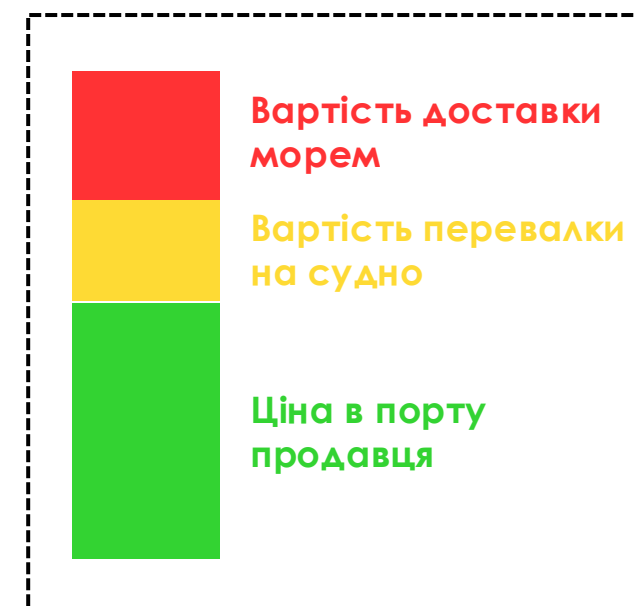 Вартість доставки
морем
Вартість перевалки
на судно
Ціна в порту
продавця